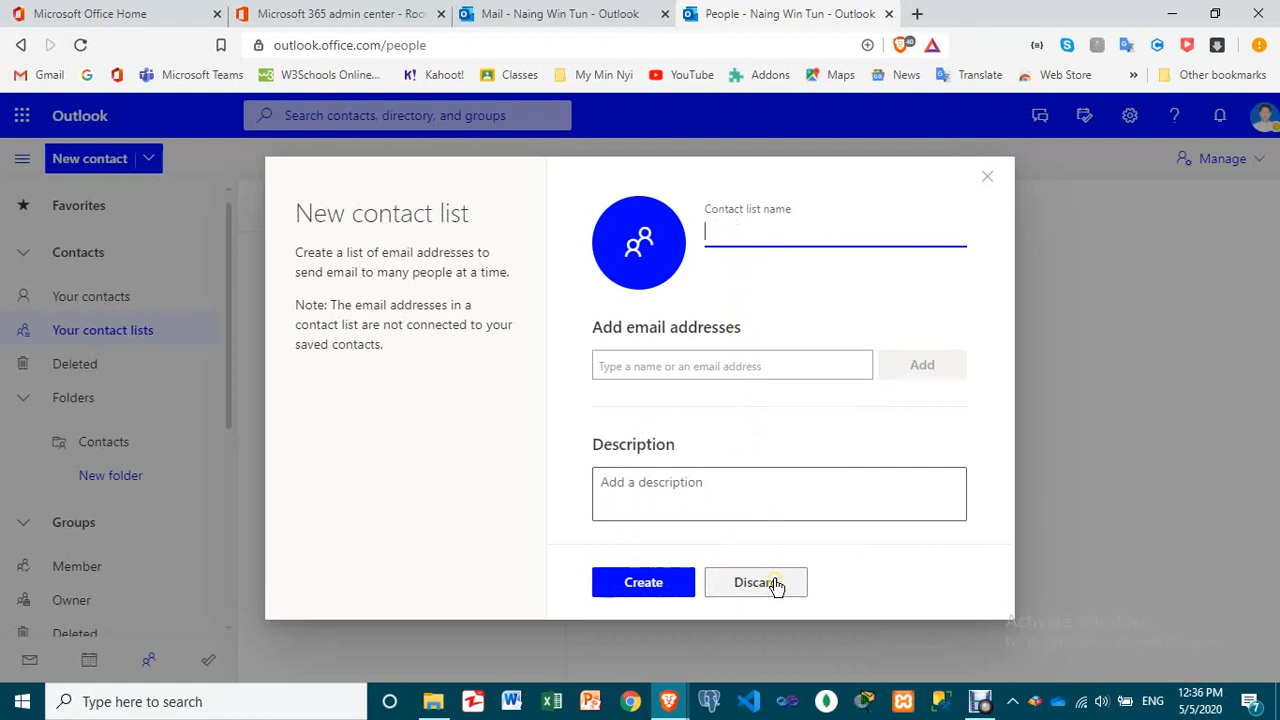 Microsoft Office Home
Microsoft 365 admin center - Roo
Mail - Naing Win Tun - Outlook
People - Naing Win Tun - Outlook
outlook.office.com/people
40
Gmail
Microsoft Teams
W3Schools Online...
Kahoot!
Classes
My Min Nyi
YouTube
Addons
Maps
News
Translate
Web Store
Other bookmarks
Outlook
Search contacts, directory, and groups
New contact
Manage
Favorites
Contacts
Your contacts
Your contact lists
Deleted
Folders
Contacts
New folder
Groups
Member
Owner
Deleted
New contact list
Create a list of email addresses to
send email to many people at a time.
Note: The email addresses in a
contact list are not connected to your
saved contacts.
Contact list name
Add email addresses
Type a name or an email address
Add
Description
Add a description
Create
Discard
Type here to search
ENG
12:36 PM
5/5/2020
7